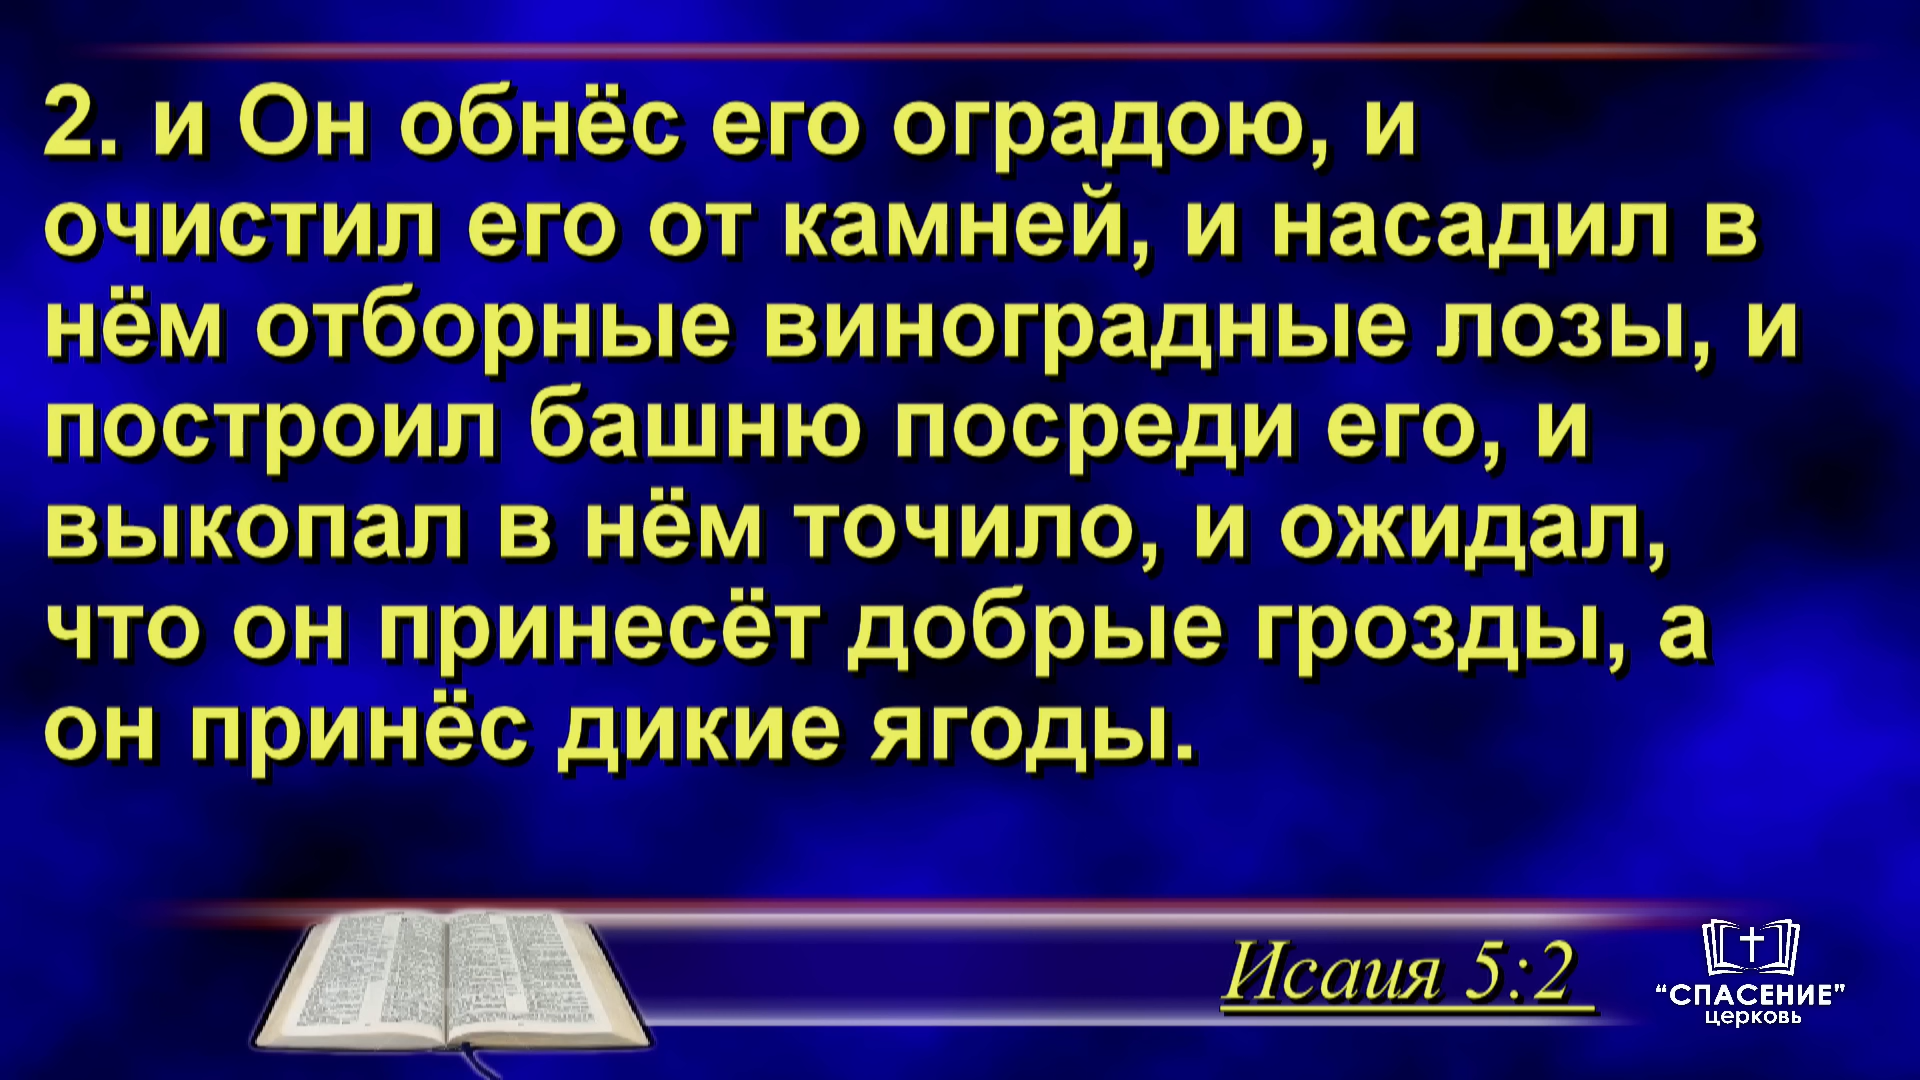 2. и Он обнёс его оградою, и
очистил его от камней, и насадил в
нём отборные виноградные лозы, и
построил башню посреди его, и
выкопал в нём точило, и ожидал,
что он принесёт добрые грозды, а
он принёс дикие ягоды.
Исаия 5:2
“СПАСЕНИЕ”
церковь